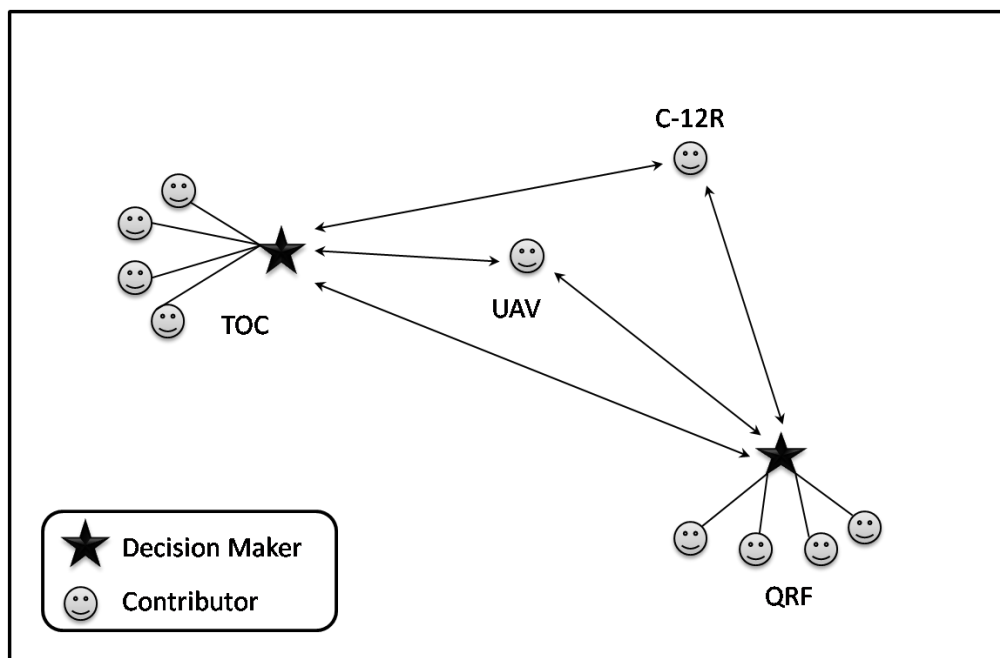 C-12R
UAV
TOC
QRF
Decision Maker
Contributor